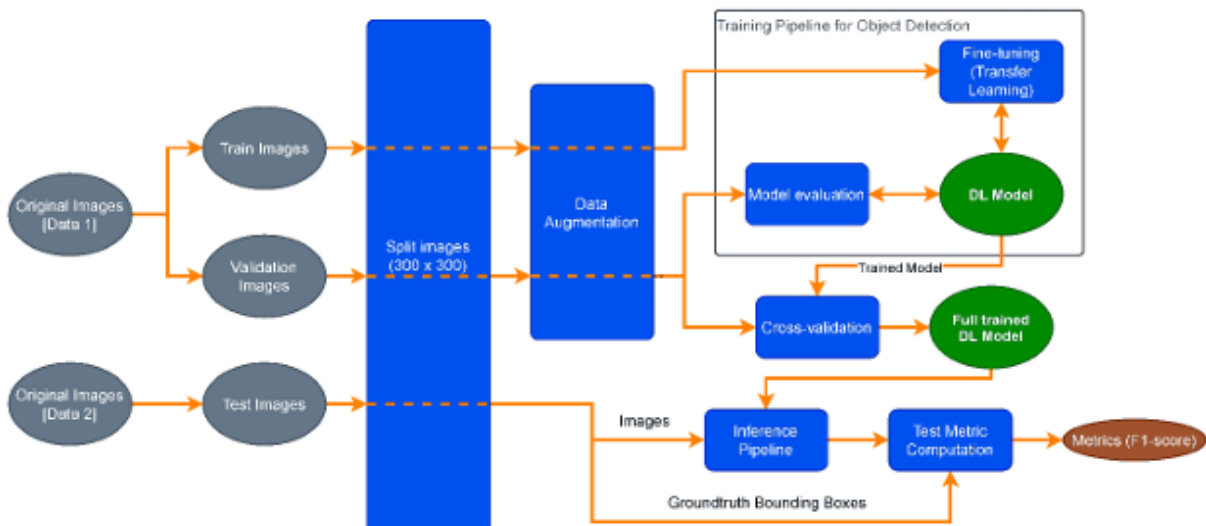 Training Pipeline for Object Detection
Fine-tuning
(Transfer
Learning)
Train Images
Original Images
[Data 1]
Validation
Images
Split images
(300 x 300)
Data
Augmentation
Model evaluation
DL Model
Trained Model
Cross-validation
Full trained
DL Model
Original Images
[Data 2]
Test Images
Images
Inference
Pipeline
Test Metric
Computation
Metrics (F1-score)
Groundtruth Bounding Boxes